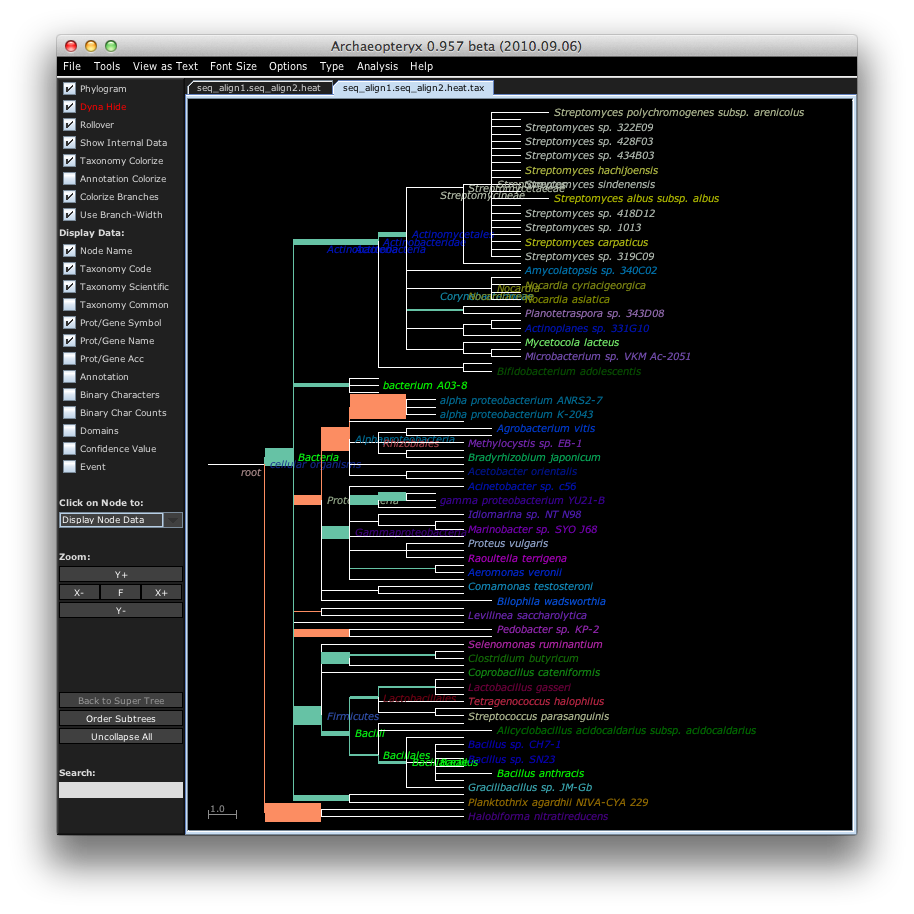 Archaeopteryx 0.957 beta (2010.09.06)
File Tools View as Text Font Size Options Type Analysis Help
seq_align1.seq_align2.heat
seq_align1.seq_align2.heat.tax
Phylogram
Dyna Hide
Rollover
Show Internal Data
Taxonomy Colorize
Annotation Colorize
Colorize Branches
Use Branch-Width
Display Data:
Node Name
Taxonomy Code
Taxonomy Scientific
Taxonomy Common
Prot/Gene Symbol
Prot/Gene Name
Prot/Gene Acc
Annotation
Binary Characters
Binary Char Counts
Domains
Confidence Value
Event
Click on Node to:
Display Node Data
Zoom:
Y+
X- F X+
Y-
Back to Super Tree
Order Subtrees
Uncollapse All
Search:
Streptomyces polychromogenes subsp. arenicolus
Streptomyces sp. 322E09
Streptomyces sp. 428F03
Streptomyces sp. 434B03
Streptomyces hachijoensis
Streptomyces sindenensis
Streptomycetaceae
Streptomycineae
Streptomyces albus subsp. albus
Streptomyces sp. 418D12
Streptomyces sp. 1013
Actinomycetales
Actinobacteridae
Streptomyces carpaticus
Streptomyces sp. 319C09
Amycolatopsis sp. 340C02
Nocardia
Nocardia cyriacigeorgica
Nocardia asiatica
Planotetraspora sp. 343D08
Actinoplanes sp. 331G10
Mycetocola lacteus
Microbacterium sp. VKM Ac-2051
Bifidobacterium adolescentis
bacterium A03-8
alpha proteobacterium ANRS2-7
alpha proteobacterium K-2043
Agrobacterium vitis
Alphaproteobacteria
Rhizobiales
Methylocystis sp. EB-1
Bacteria
Bradyrhizobium japonicum
cellular organisms
root
Acetobacter orientalis
Acinetobacter sp. c56
gamma proteobacterium YU21-B
Idiomarina sp. NT N98
Gammaproteobacteria
Marinobacter sp. SYO J68
Proteus vulgaris
Raoultella terrigena
Aeromonas veronii
Comamonas testosteroni
Bilophila wadsworthia
Levilinea saccharolytica
Pedobacter sp. KP-2
Selenomonas ruminantium
Clostridium butyricum
Coprobacillus cateniformis
Lactobacillus gasseri
Lactobacillales
Tetragenococcus halophilus
Firmicutes
Streptococcus parasanguinis
Alicyclobacillus acidocaldarius subsp. acidocaldarius
Bacilli
Bacillus sp. CH7-1
Bacillales
Bacillus sp. SN23
Bacillus anthracis
Gracilibacillus sp. JM-Gb
Planktothrix agardhii NIVA-CYA 229
1.0
Halobiforma nitratireducens